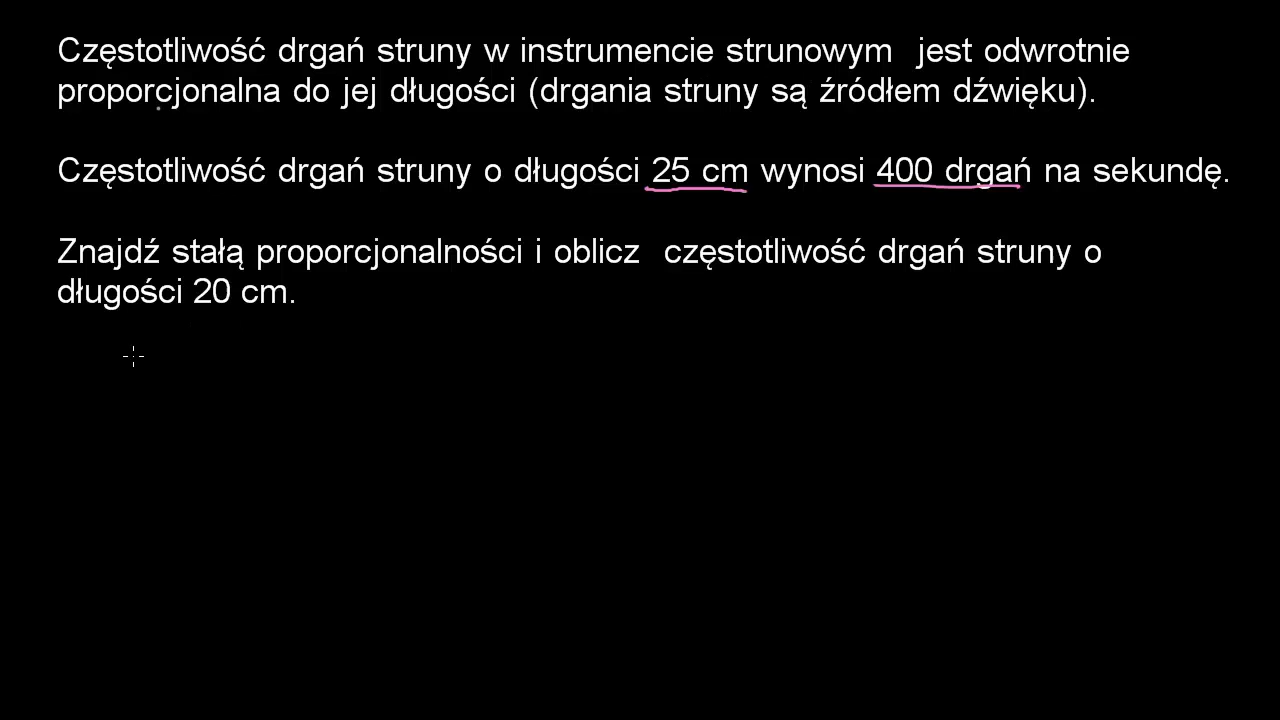 Częstotliwość drgań struny w instrumencie strunowym jest odwrotnie
proporcjonalna do jej długości (drgania struny są źródłem dźwięku).
Częstotliwość drgań struny o długości 25 cm wynosi 400 drgań na sekundę.
Znajdź stałą proporcjonalności i oblicz częstotliwość drgań struny o
długości 20 cm.